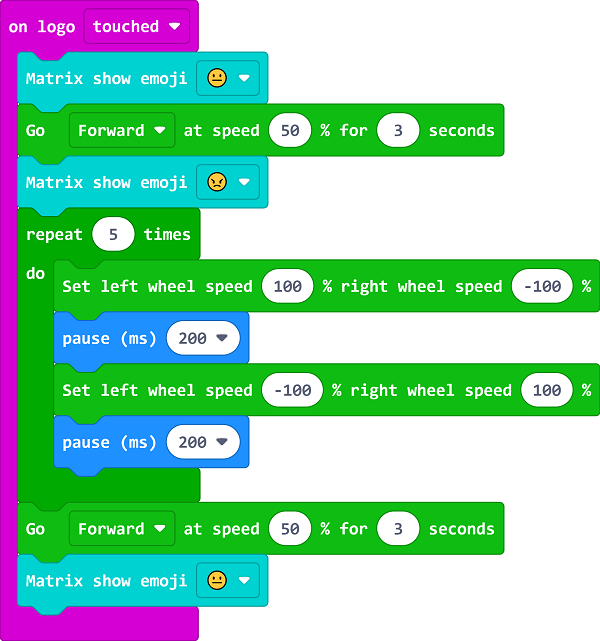 on logo touched
Matrix show emoji
Go Forward at speed 50 % for 3 seconds
Matrix show emoji
repeat 5 times
do
Set left wheel speed 100 % right wheel speed -100 %
pause (ms) 200
Set left wheel speed -100 % right wheel speed 100 %
pause (ms) 200
Go Forward at speed 50 % for 3 seconds
Matrix show emoji